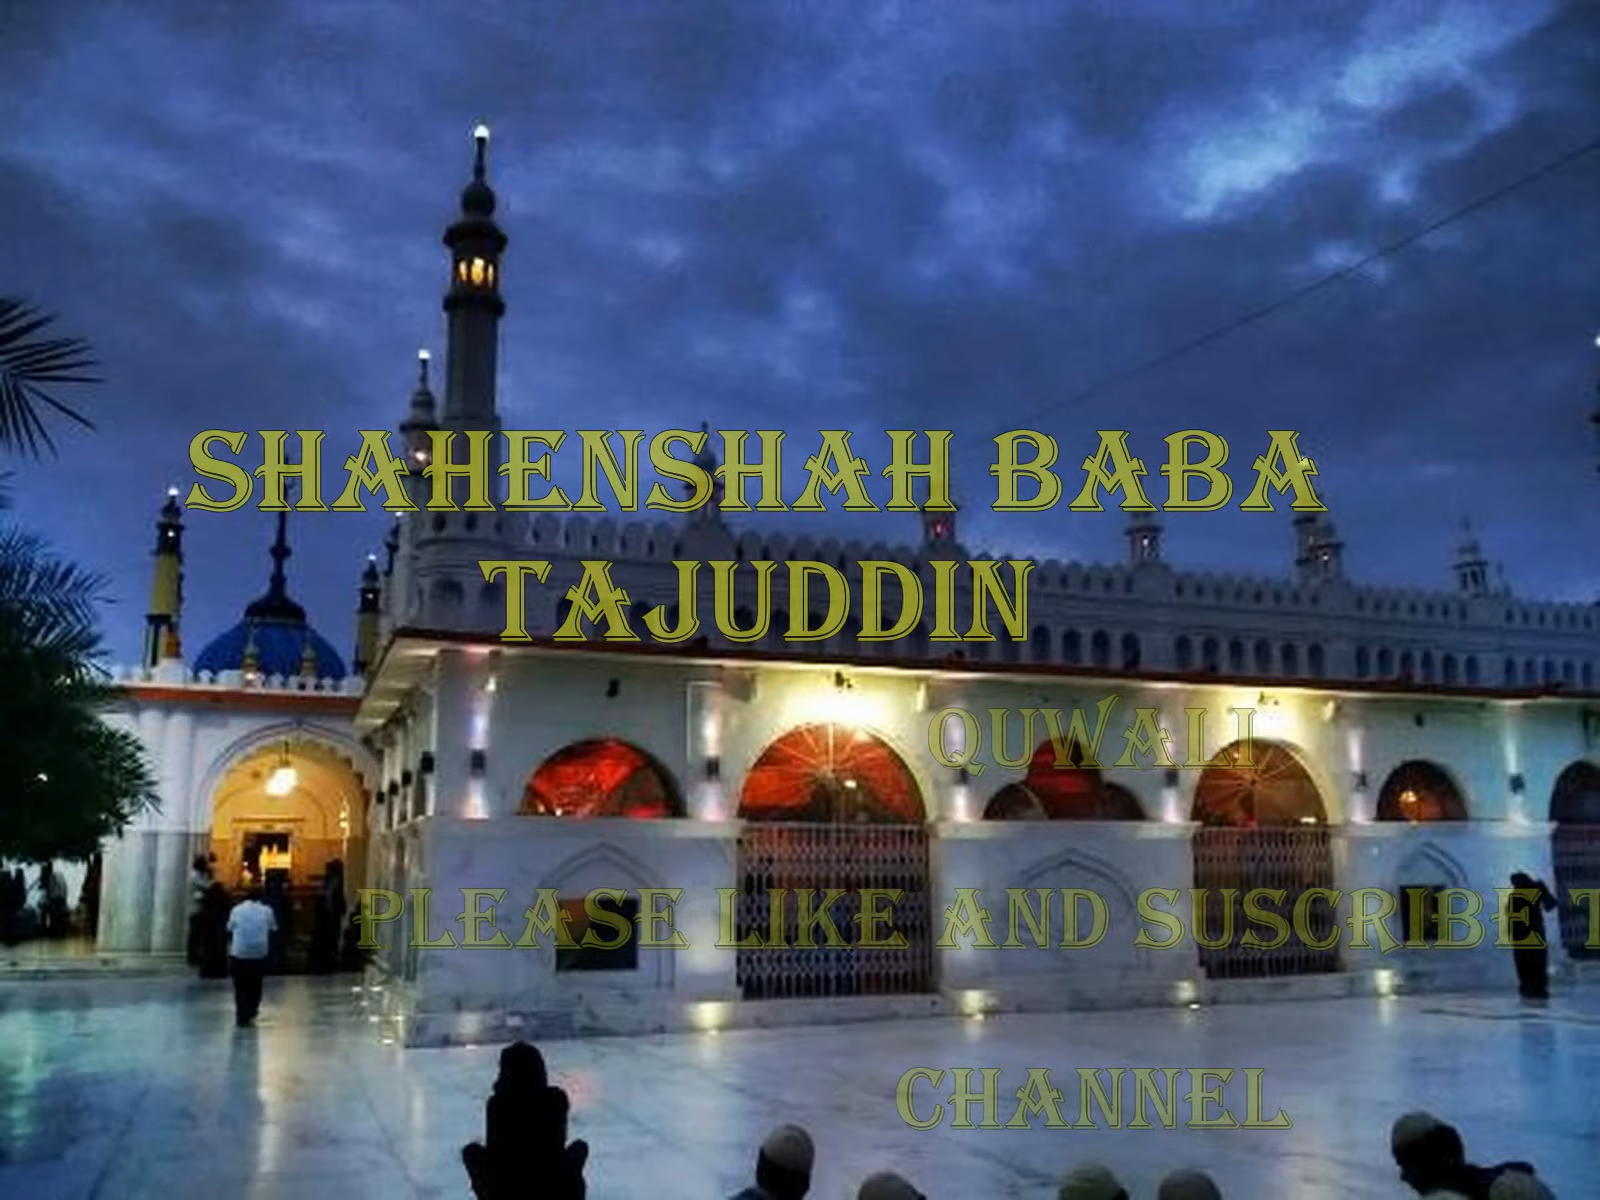 SHAHENSHAH BABA
TAJUDDIN
QUWALI
PLEASE LIKE AND SUSCRIBE T
CHANNEL